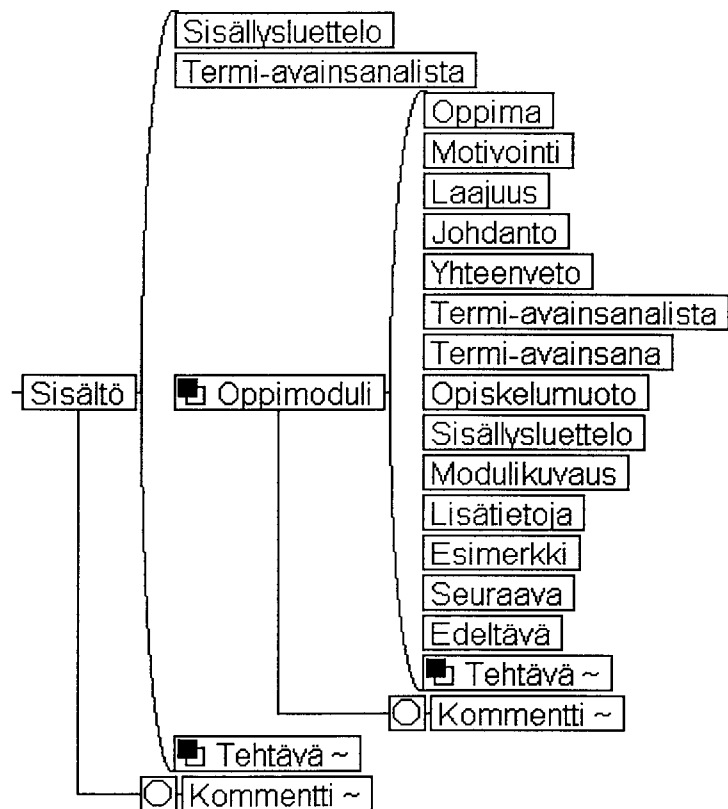 Sisällysluettelo
Termi-avainsanalista
Oppima
Motivointi
Laajuus
Johdanto
Yhteenveto
Termi-avainsanalista
Termi-avainsana
Sisältö
Oppimoduli
Opiskelumuoto
Sisällysluettelo
Modulikuvaus
Lisätietoja
Esimerkki
Seuraava
Edeltävä
Tehtävä ~
Kommentti ~
Tehtävä ~
Kommentti ~